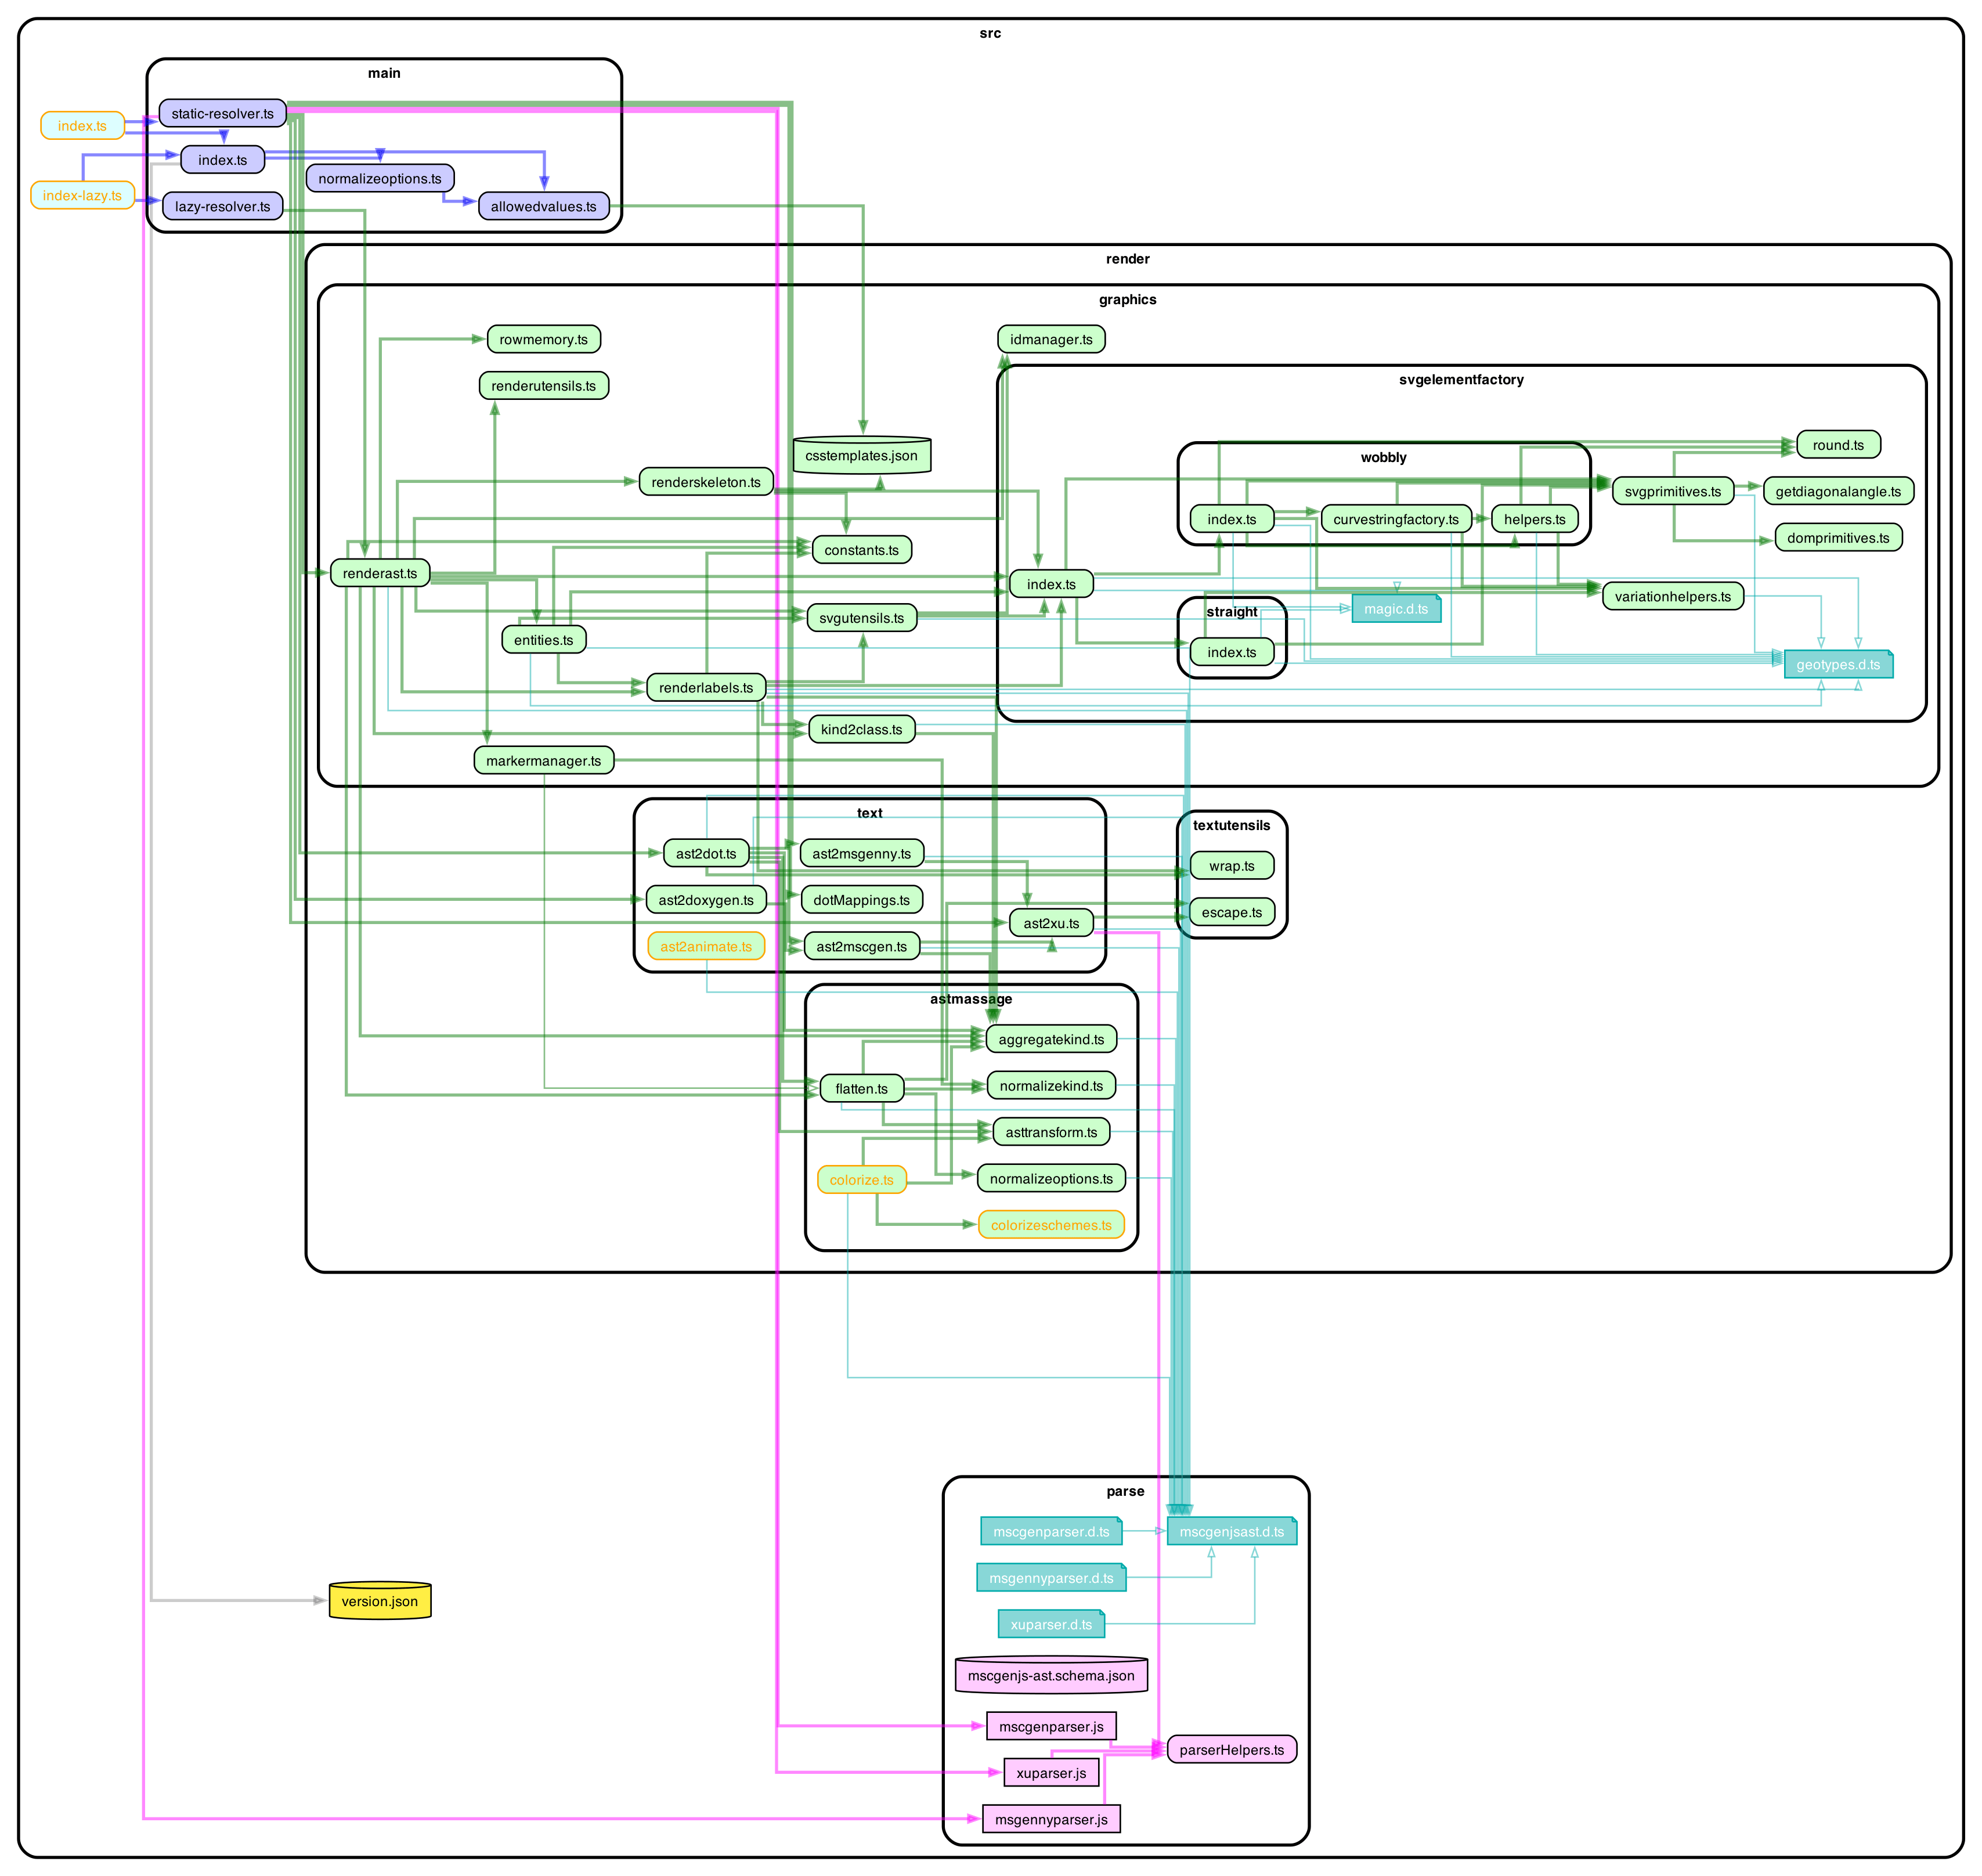 src
main
static-resolver.ts
index.ts
index.ts
normalizeoptions.ts
index-lazy.ts
lazy-resolver.ts
allowedvalues.ts
render
graphics
rowmemory.ts
idmanager.ts
renderutensils.ts
svgelementfactory
csstemplates.json
round.ts
wobbly
renderskeleton.ts
svgprimitives.ts
getdiagonalangle.ts
index.ts
curvestringfactory.ts
helpers.ts
domprimitives.ts
constants.ts
renderast.ts
index.ts
variationhelpers.ts
magic.d.ts
straight
svgutensils.ts
entities.ts
index.ts
geotypes.d.ts
renderlabels.ts
kind2class.ts
markermanager.ts
text
textutensils
ast2dot.ts
ast2msgenny.ts
wrap.ts
ast2doxygen.ts
dotMappings.ts
escape.ts
ast2xu.ts
ast2animate.ts
ast2mscgen.ts
astmassage
aggregatekind.ts
flatten.ts
normalizekind.ts
asttransform.ts
colorize.ts
normalizeoptions.ts
colorizeschemes.ts
parse
mscgenparser.d.ts
mscgenjsast.d.ts
msgennyparser.d.ts
version.json
xuparser.d.ts
mscgenjs-ast.schema.json
mscgenparser.js
parserHelpers.ts
xuparser.js
msgennyparser.js